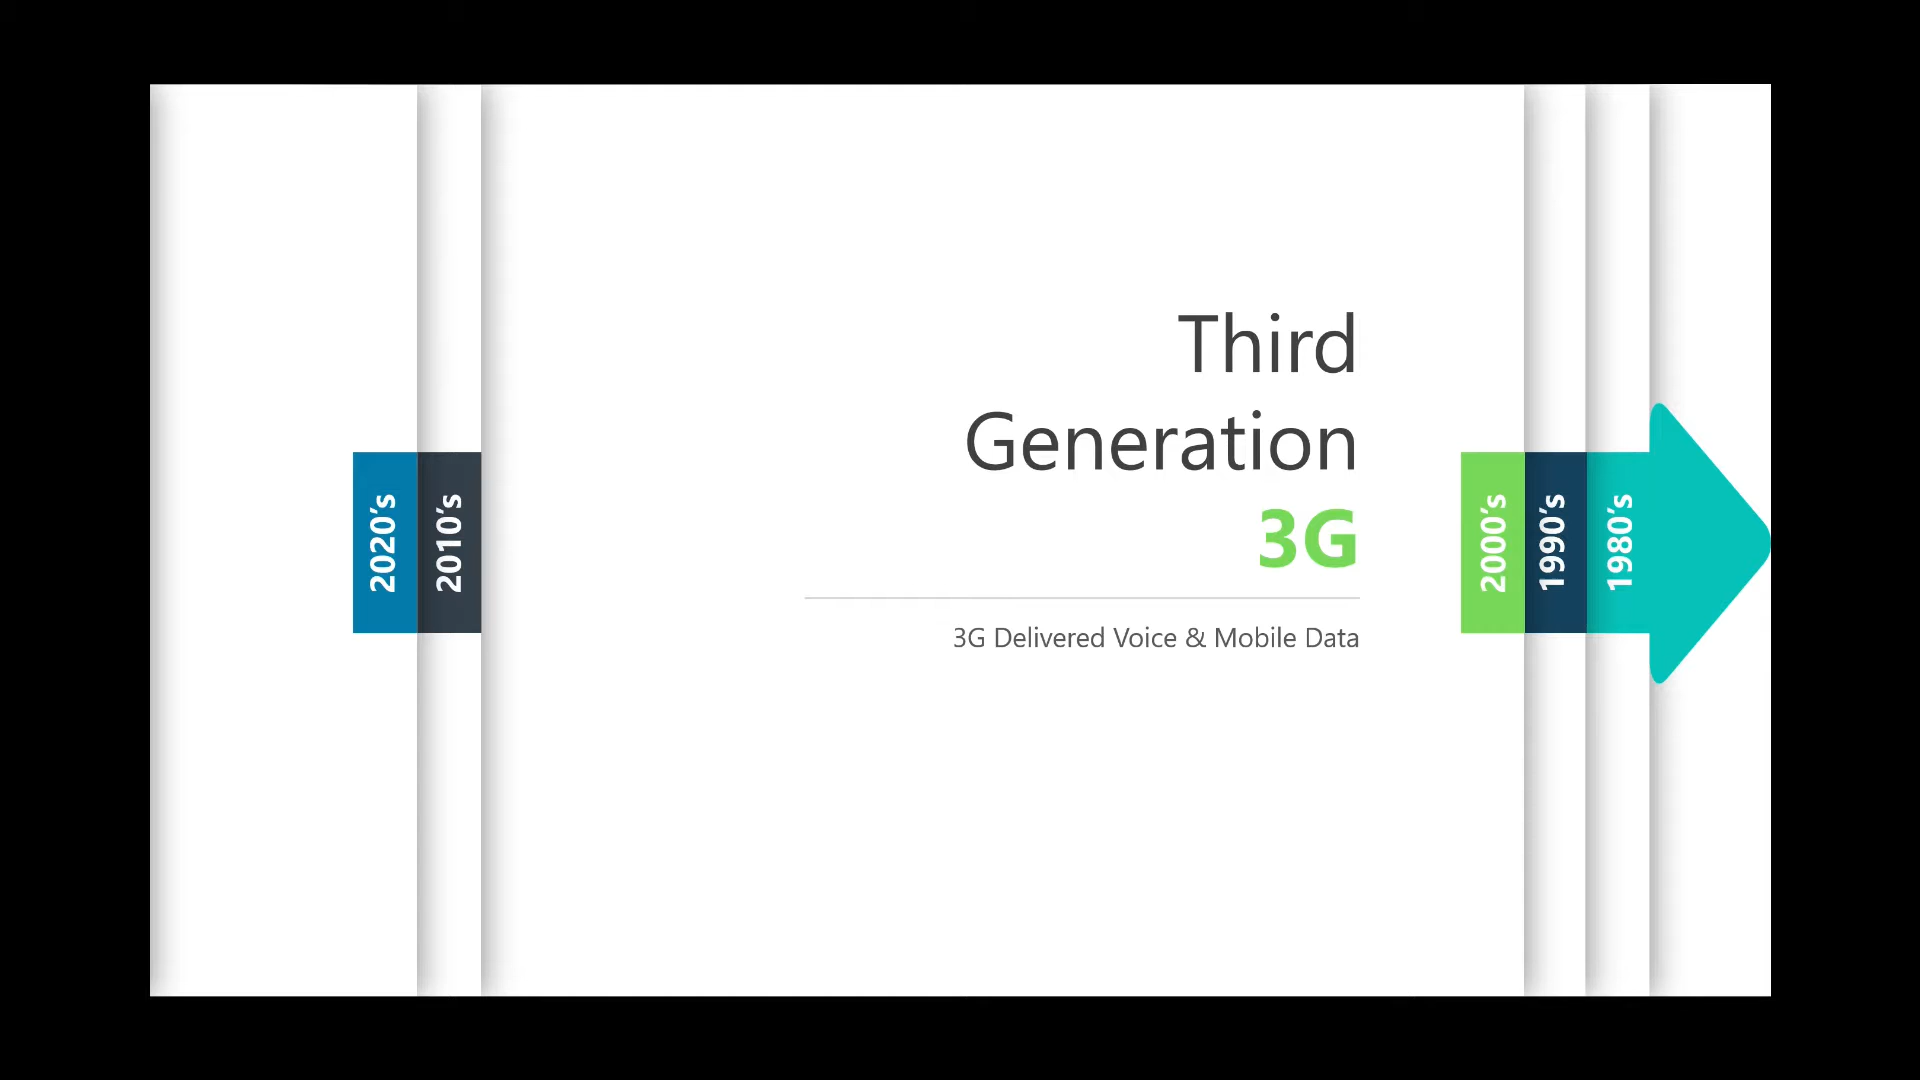 Third
Generation
3G
3G Delivered Voice & Mobile Data
2020's
2010's
2000's
1990's
1980's